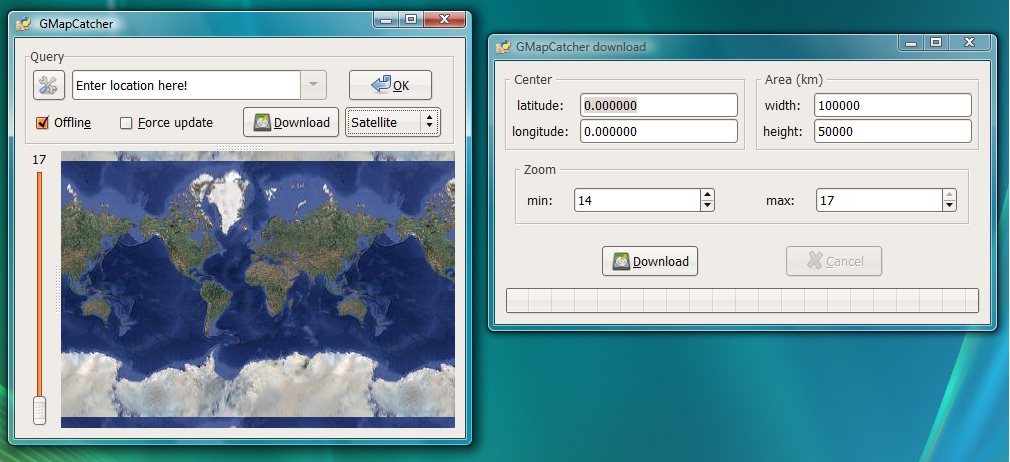 GMapCatcher
Query
Enter location here!
OK
Offline
Force update
Download
Satellite
17
GMapCatcher download
Center
latitude: 0.000000
longitude: 0.000000
Area (km)
width: 100000
height: 50000
Zoom
min: 14
max: 17
Download
Cancel